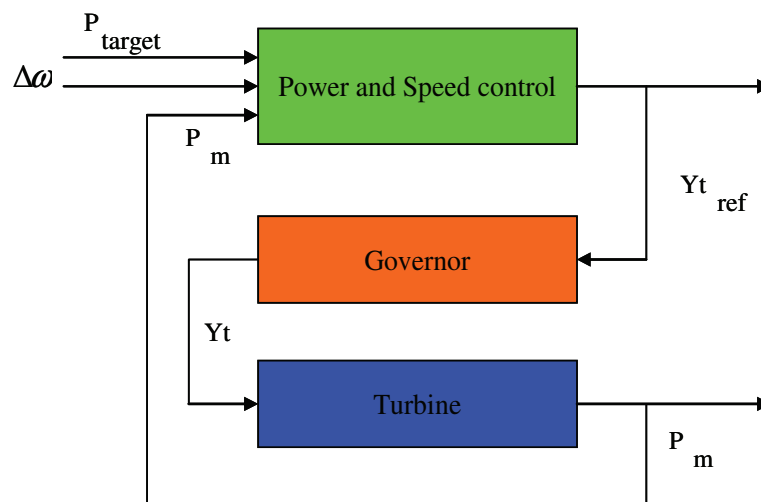 P target
Δω
Power and Speed control
P m
Yt ref
Governor
Yt
Turbine
P m